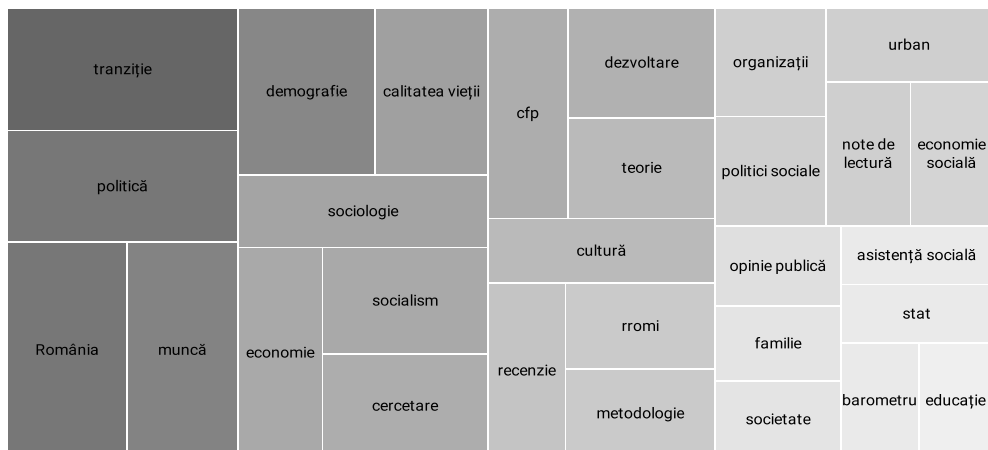 tranziție
politică
România
muncă
demografie
calitatea vieții
sociologie
economie
socialism
cercetare
cfp
dezvoltare
teorie
cultură
recenzie
rromi
metodologie
organizații
politici sociale
urban
note de
lectură
economie
socială
opinie publică
familie
societate
asistență socială
stat
barometru
educație